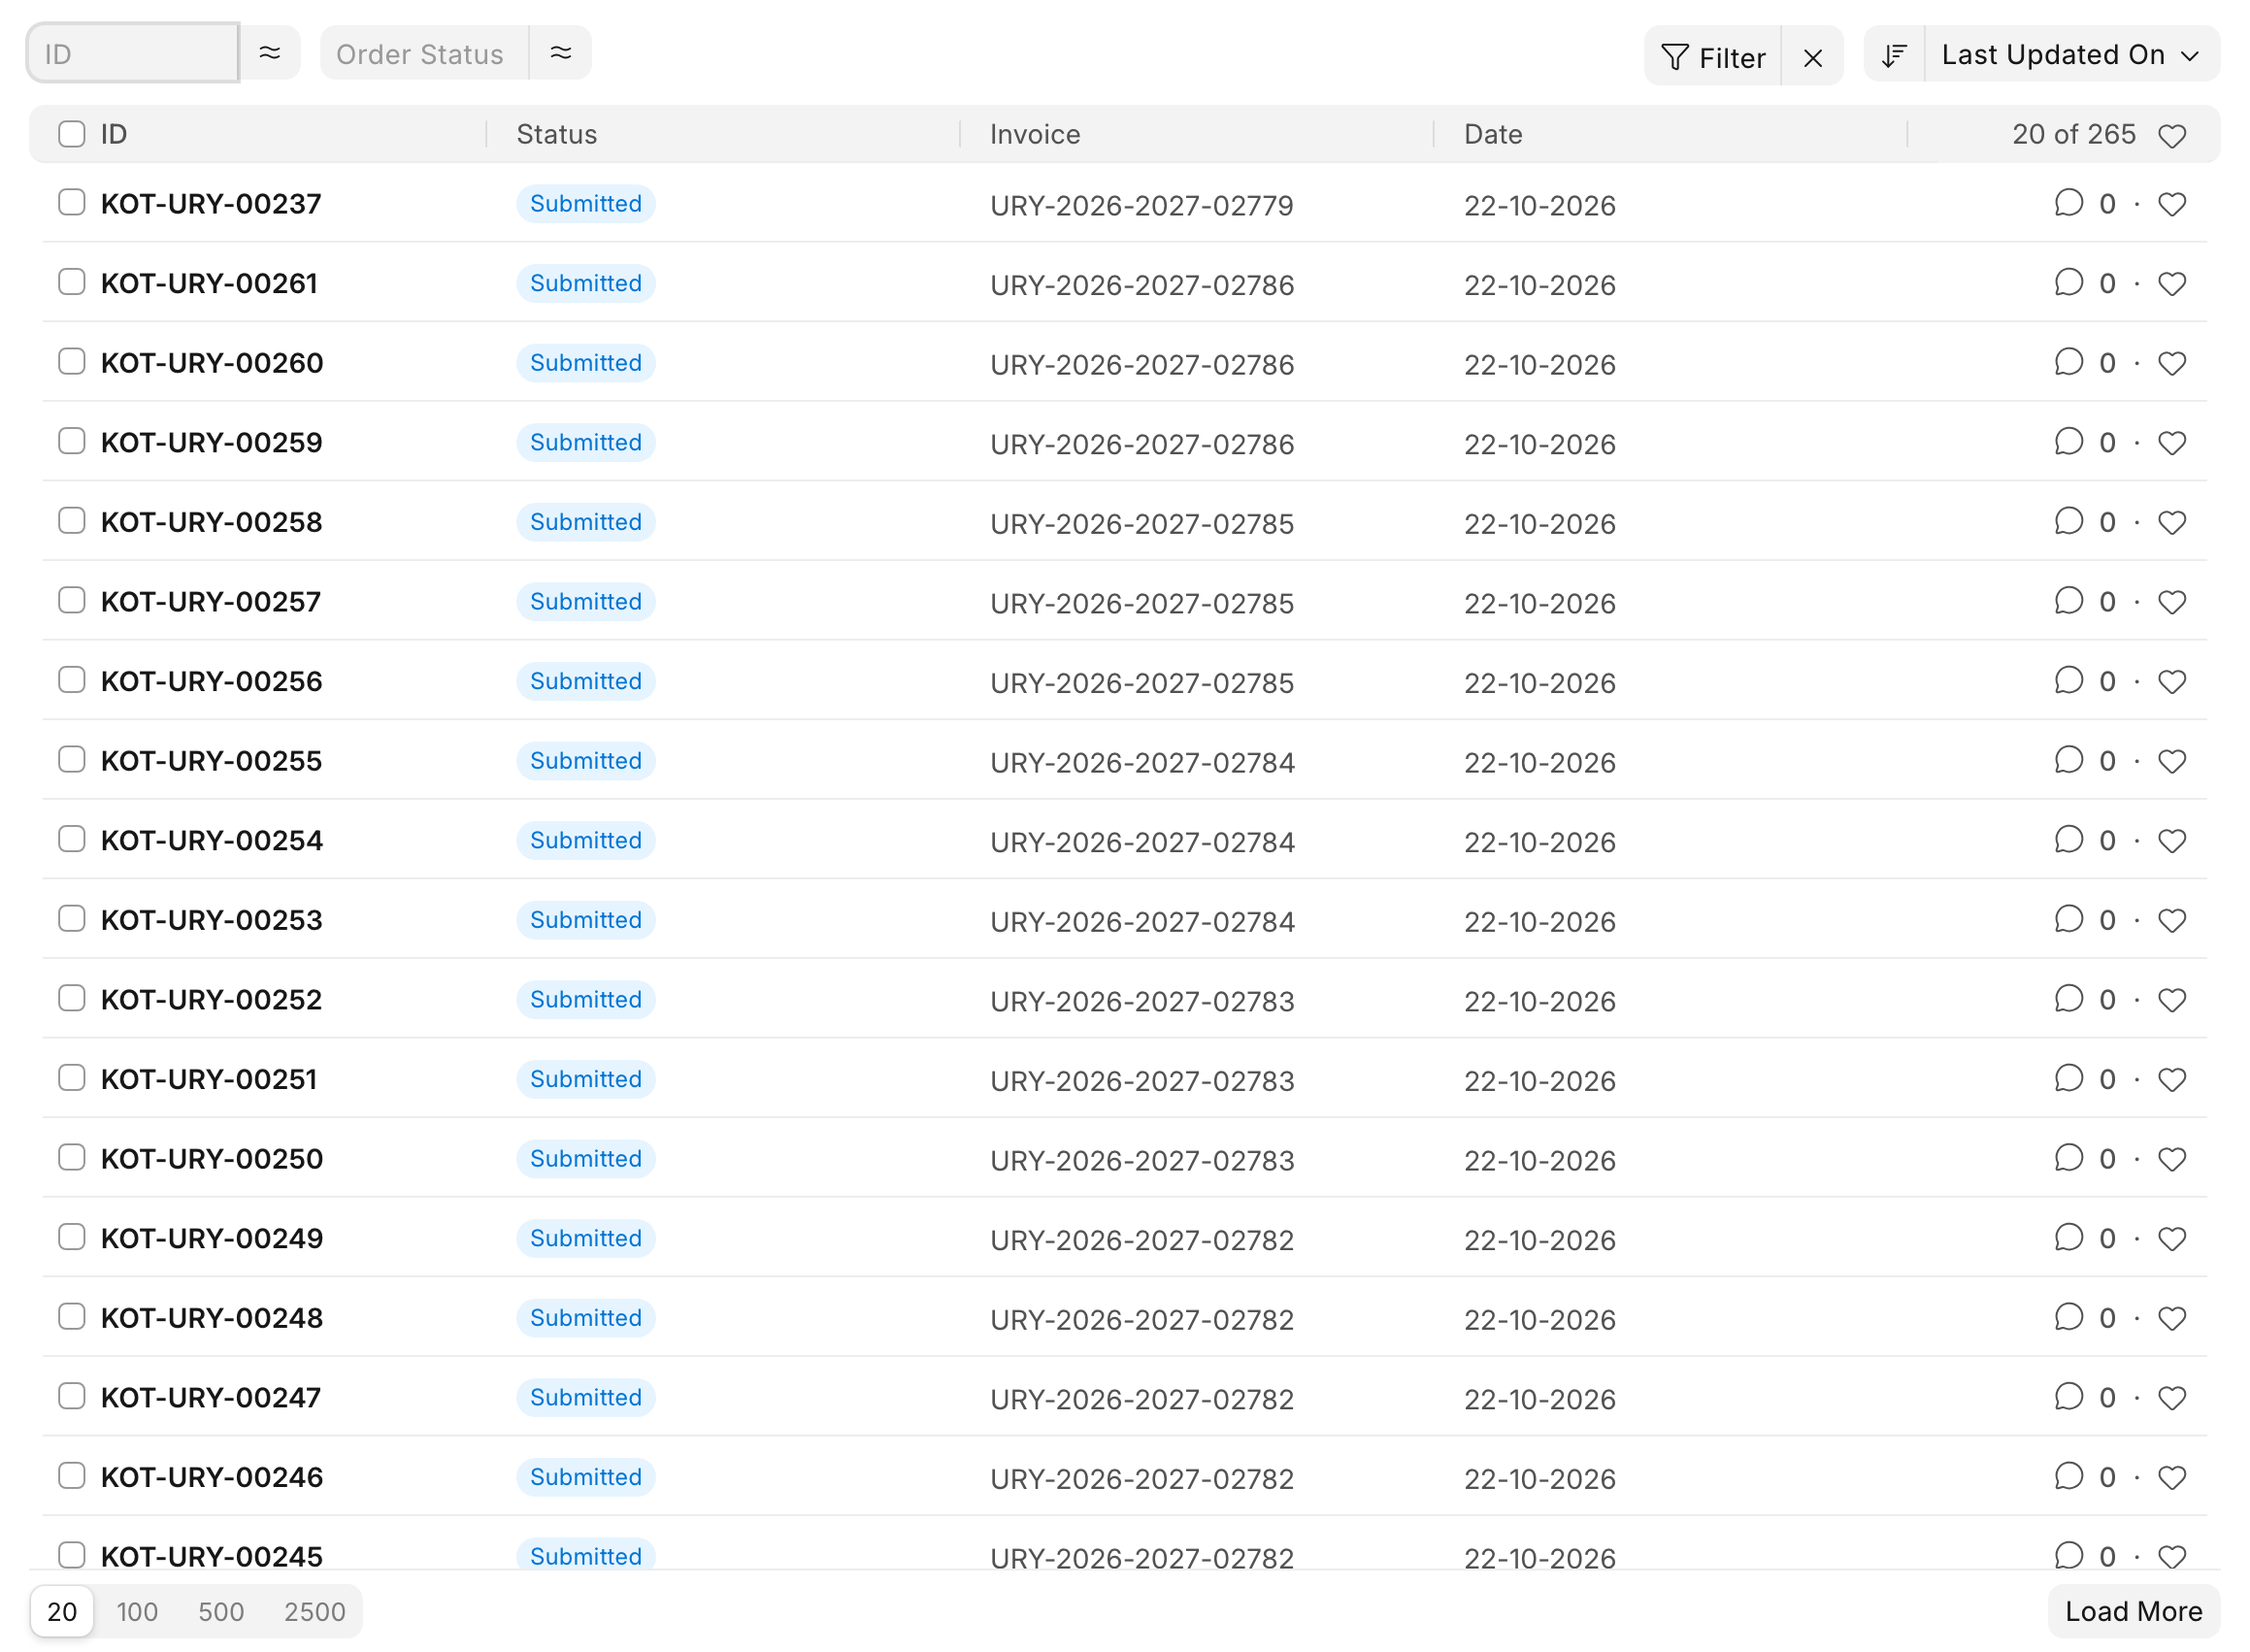 ID ≈ Order Status ≈ Filter Last Updated On
ID Status Invoice Date 20 of 265
KOT-URY-00237 Submitted URY-2026-2027-02779 22-10-2026 0 ·
KOT-URY-00261 Submitted URY-2026-2027-02786 22-10-2026 0 ·
KOT-URY-00260 Submitted URY-2026-2027-02786 22-10-2026 0 ·
KOT-URY-00259 Submitted URY-2026-2027-02786 22-10-2026 0 ·
KOT-URY-00258 Submitted URY-2026-2027-02785 22-10-2026 0 ·
KOT-URY-00257 Submitted URY-2026-2027-02785 22-10-2026 0 ·
KOT-URY-00256 Submitted URY-2026-2027-02785 22-10-2026 0 ·
KOT-URY-00255 Submitted URY-2026-2027-02784 22-10-2026 0 ·
KOT-URY-00254 Submitted URY-2026-2027-02784 22-10-2026 0 ·
KOT-URY-00253 Submitted URY-2026-2027-02784 22-10-2026 0 ·
KOT-URY-00252 Submitted URY-2026-2027-02783 22-10-2026 0 ·
KOT-URY-00251 Submitted URY-2026-2027-02783 22-10-2026 0 ·
KOT-URY-00250 Submitted URY-2026-2027-02783 22-10-2026 0 ·
KOT-URY-00249 Submitted URY-2026-2027-02782 22-10-2026 0 ·
KOT-URY-00248 Submitted URY-2026-2027-02782 22-10-2026 0 ·
KOT-URY-00247 Submitted URY-2026-2027-02782 22-10-2026 0 ·
KOT-URY-00246 Submitted URY-2026-2027-02782 22-10-2026 0 ·
KOT-URY-00245 Submitted URY-2026-2027-02782 22-10-2026 0 ·
20 100 500 2500 Load More